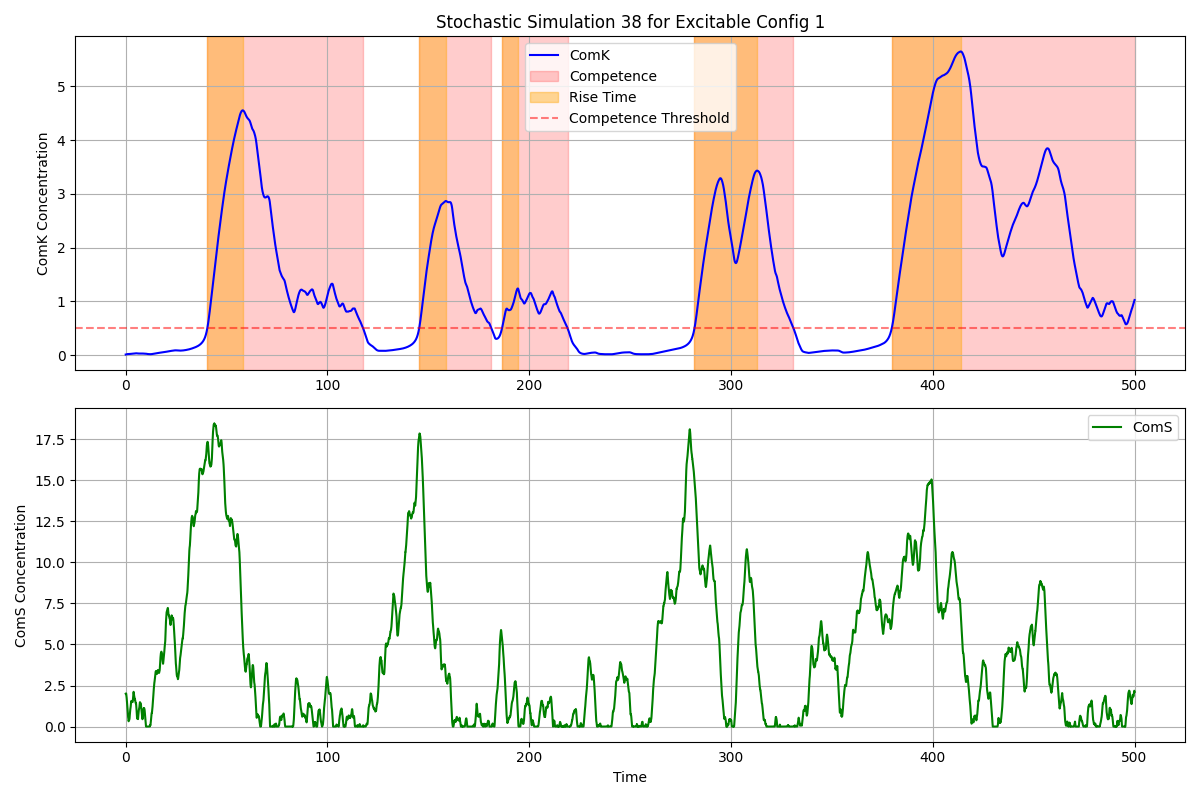 Stochastic Simulation 38 for Excitable Config 1
ComK Concentration
5
4
3
2
1
0
ComK
Competence
Rise Time
Competence Threshold
0 100 200 300 400 500
ComS Concentration
17.5
15.0
12.5
10.0
7.5
5.0
2.5
0.0
ComS
0 100 200 300 400 500
Time